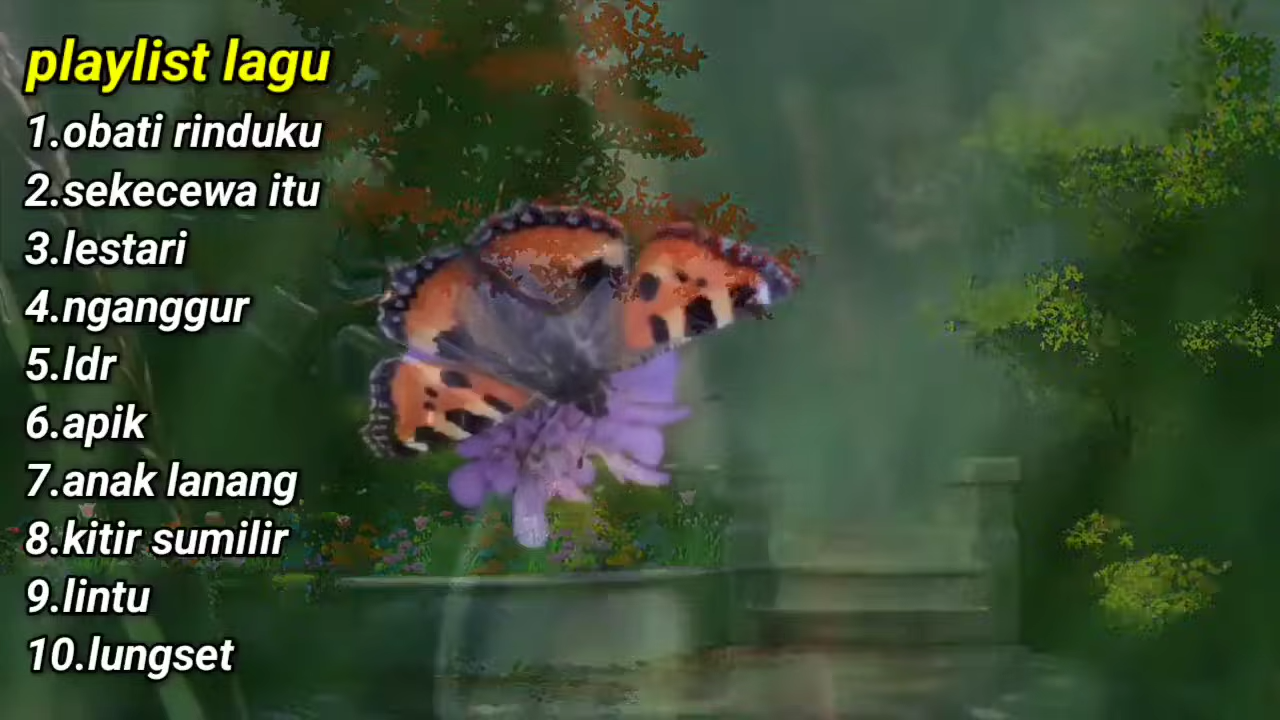 playlist lagu
1.obati rinduku
2.sekecewa itu
3.lestari
4.nganggur
5.ldr
6.apik
7.anak lanang
8.kitir sumilir
9.lintu
10.lungset